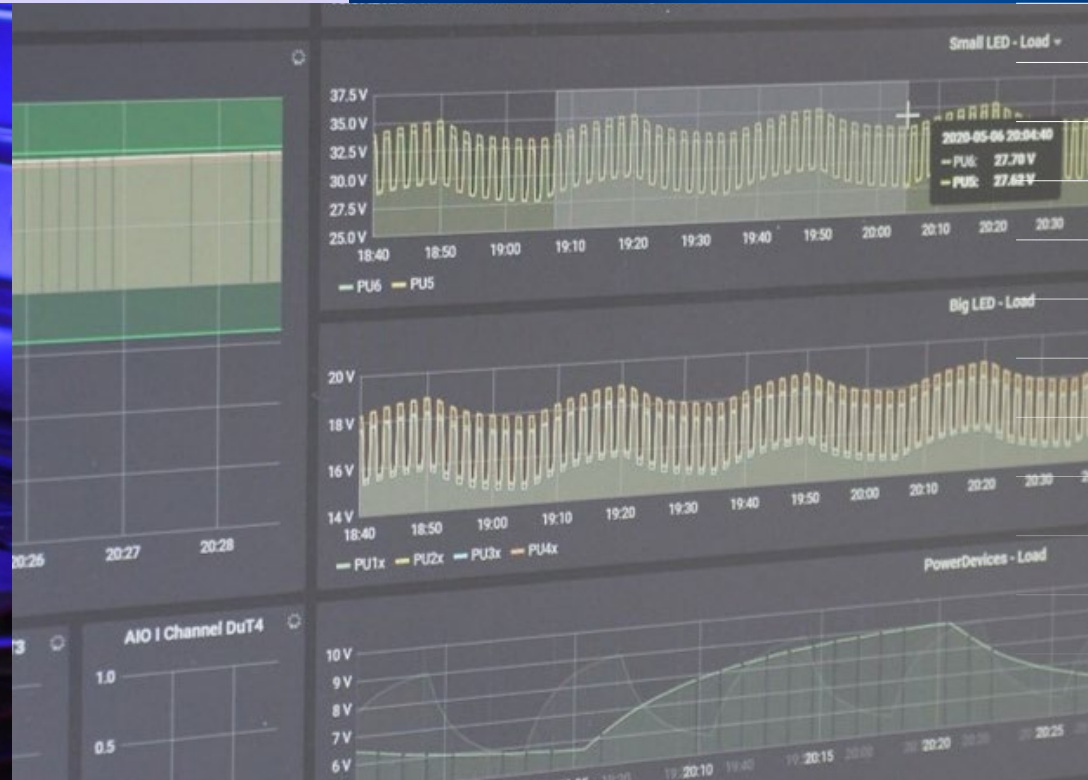 Small LED - Load
37.5 V
35.0 V
32.5 V
30.0 V
27.5 V
25.0 V
18:40 18:50 19:00 19:10 19:20 19:30 19:40 19:50 20:00 20:10 20:20 20:30
2020-05-06 20:04:40
PU6: 27.70 V
PU5: 27.62 V
PU6 PU5
20:26 20:27 20:28
Big LED - Load
20 V
18 V
16 V
14 V
18:40 18:50 19:00 19:10 19:20 19:30 19:40 19:50 20:00 20:10 20:20 20:30
PU1x PU2x PU3x PU4x
AIO I Channel DuT4
1.0
0.5
PowerDevices - Load
10 V
9 V
8 V
7 V
6 V
20:10 20:15 20:20 20:25